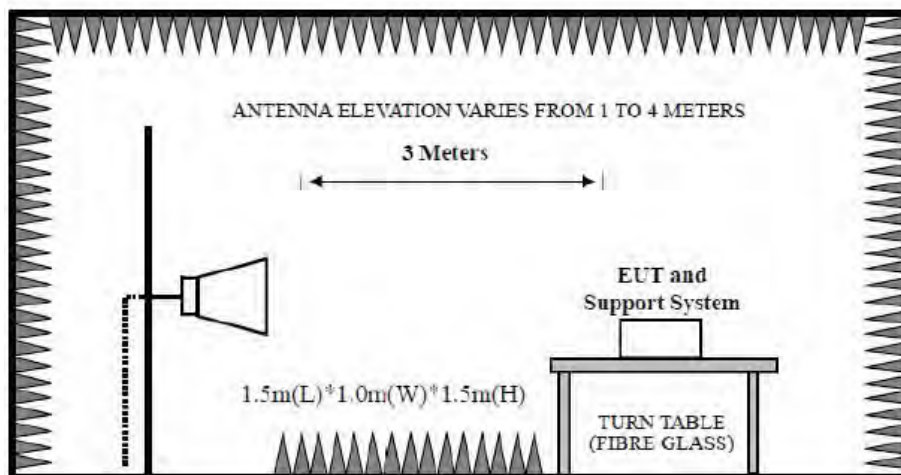 ANTENNA ELEVATION VARIES FROM 1 TO 4 METERS
3 Meters
EUT and
Support System
1.5m(L)*1.0m(W)*1.5m(H)
TURN TABLE
(FIBRE GLASS)